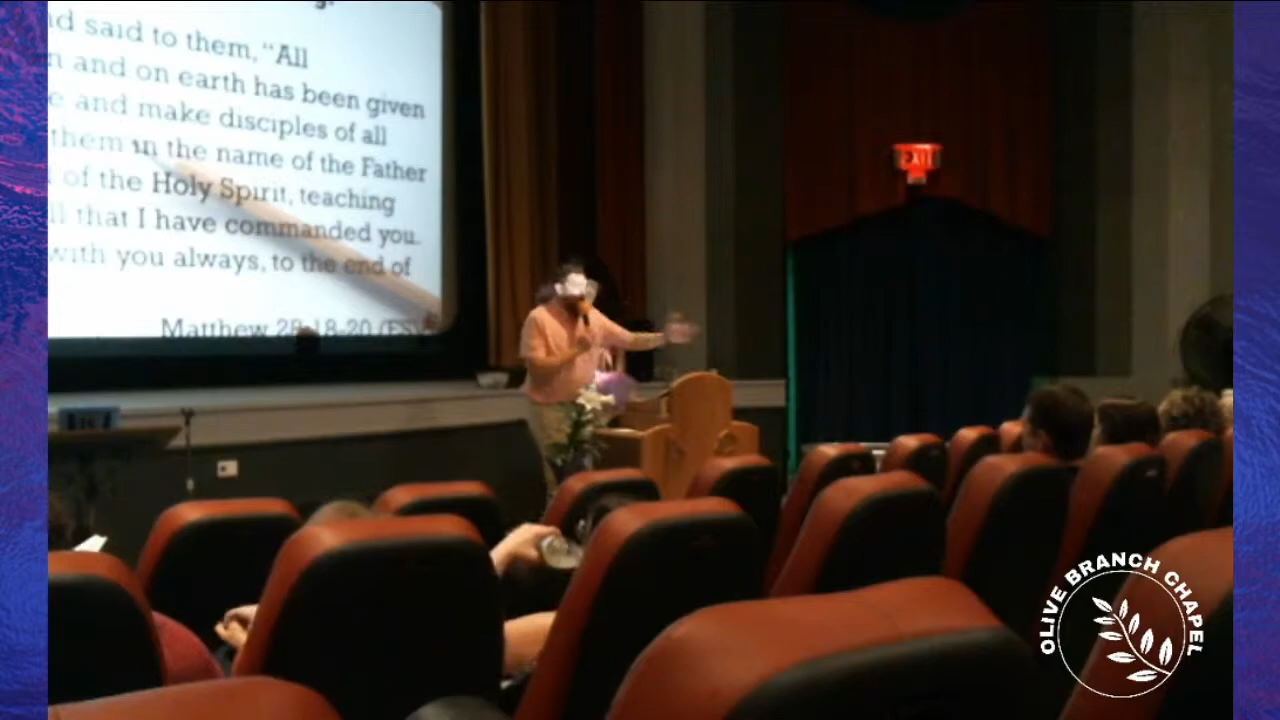 nd said to them, “All
n and on earth has been given
e and make disciples of all
them in the name of the Father
of the Holy Spirit, teaching
ll that I have commanded you.
with you always, to the end of
Matthew 28:18-20 (ESV)
EXIT
OLIVE BRANCH CHAPEL